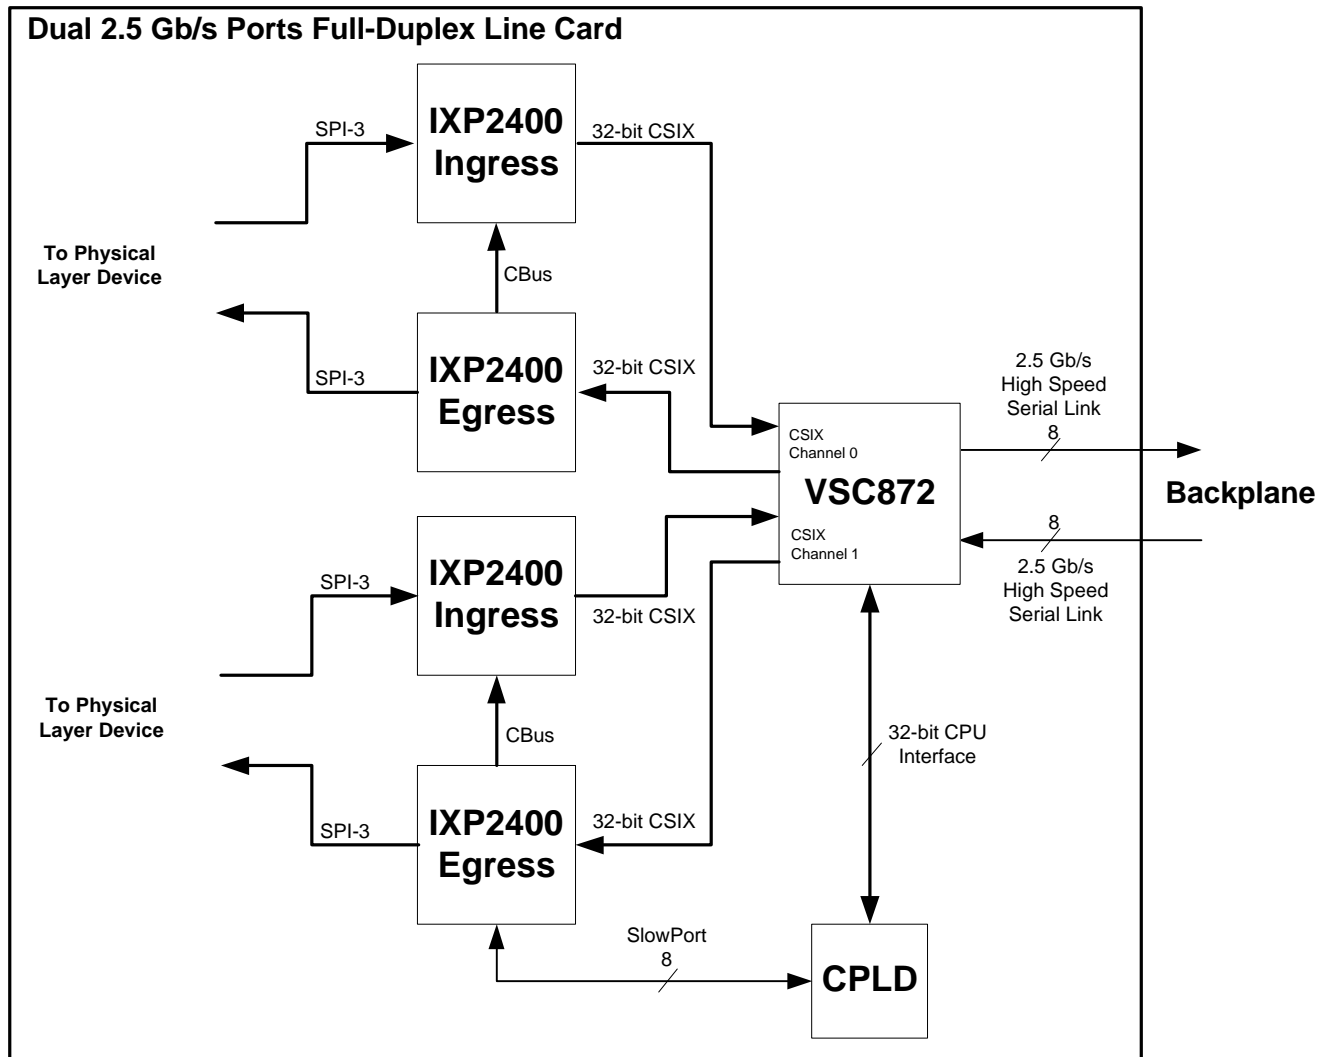 Dual 2.5 Gb/s Ports Full-Duplex Line Card
SPI-3
IXP2400
Ingress
32-bit CSIX
To Physical
Layer Device
CBus
SPI-3
IXP2400
Egress
32-bit CSIX
2.5 Gb/s
High Speed
Serial Link
8
CSIX
Channel 0
VSC872
Backplane
CSIX
Channel 1
8
2.5 Gb/s
High Speed
Serial Link
SPI-3
IXP2400
Ingress
32-bit CSIX
To Physical
Layer Device
CBus
32-bit CPU
Interface
SPI-3
IXP2400
Egress
32-bit CSIX
SlowPort
8
CPLD